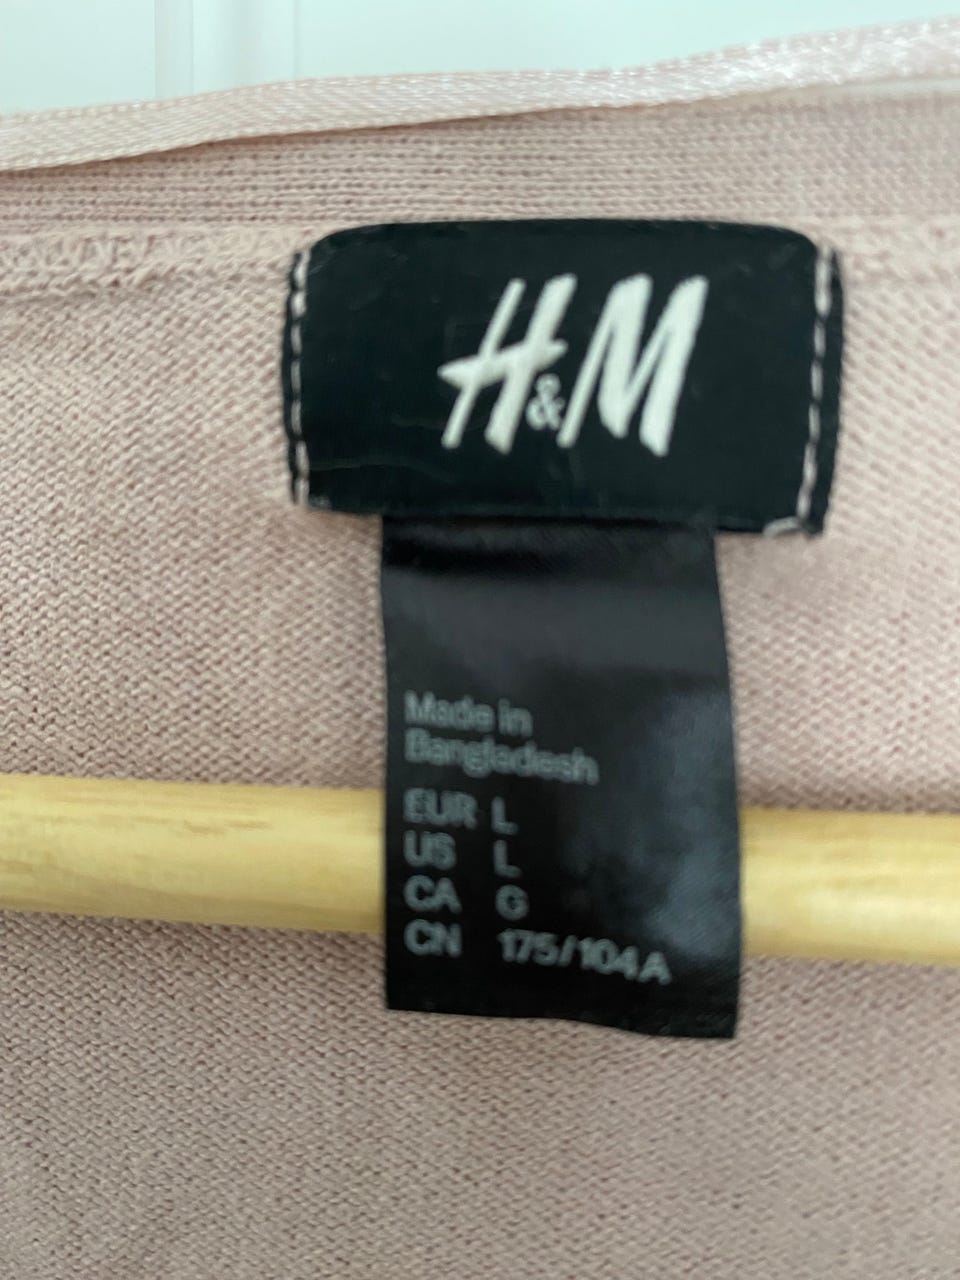 H&M
Made in
Bangladesh
EUR L
US L
CA G
CN 175/104A